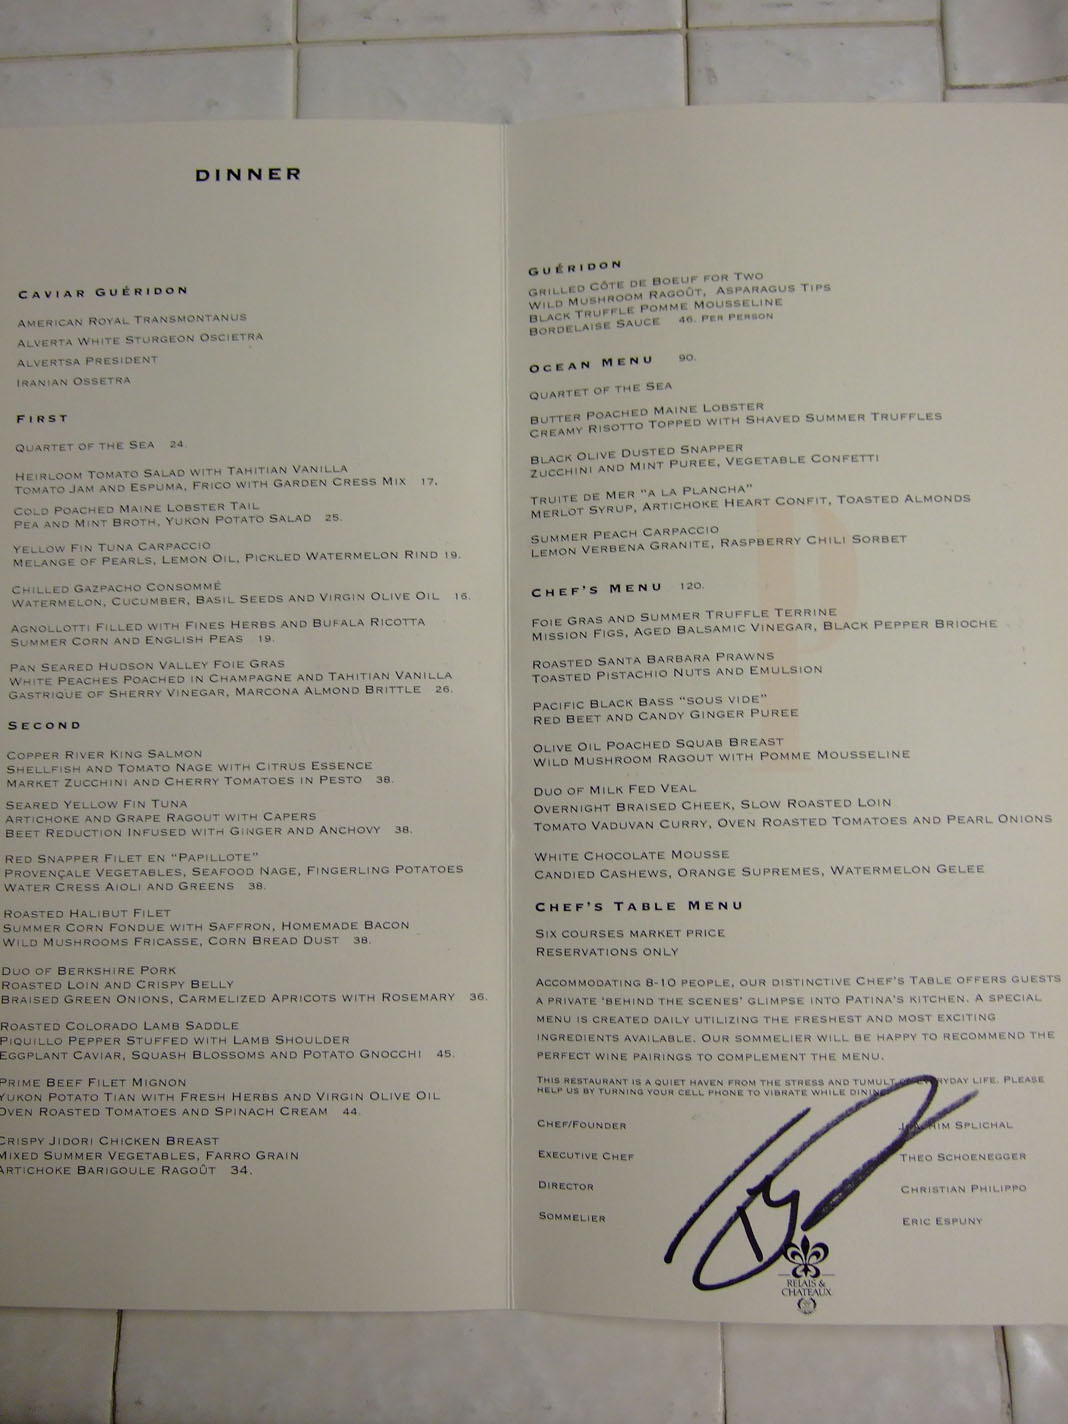 DINNER
CAVIAR GUÉRIDON
AMERICAN ROYAL TRANSMONTANUS
ALVERTA WHITE STURGEON OSCIETRA
ALVERTSA PRESIDENT
IRANIAN OSSETRA
FIRST
QUARTET OF THE SEA 24.
HEIRLOOM TOMATO SALAD WITH TAHITIAN VANILLA
TOMATO JAM AND ESPUMA, FRICO WITH GARDEN CRESS MIX 17.
COLD POACHED MAINE LOBSTER TAIL
PEA AND MINT BROTH, YUKON POTATO SALAD 25.
YELLOW FIN TUNA CARPACCIO
MELANGE OF PEARLS, LEMON OIL, PICKLED WATERMELON RIND 19.
CHILLED GAZPACHO CONSOMMÉ
WATERMELON, CUCUMBER, BASIL SEEDS AND VIRGIN OLIVE OIL 16.
AGNOLLOTTI FILLED WITH FINES HERBS AND BUFALA RICOTTA
SUMMER CORN AND ENGLISH PEAS 19.
PAN SEARED HUDSON VALLEY FOIE GRAS
WHITE PEACHES POACHED IN CHAMPAGNE AND TAHITIAN VANILLA
GASTRIQUE OF SHERRY VINEGAR, MARCONA ALMOND BRITTLE 26.
SECOND
COPPER RIVER KING SALMON
SHELLFISH AND TOMATO NAGE WITH CITRUS ESSENCE
MARKET ZUCCHINI AND CHERRY TOMATOES IN PESTO 38.
SEARED YELLOW FIN TUNA
ARTICHOKE AND GRAPE RAGOUT WITH CAPERS
BEET REDUCTION INFUSED WITH GINGER AND ANCHOVY 38.
RED SNAPPER FILET EN "PAPILLOTE"
PROVENÇALE VEGETABLES, SEAFOOD NAGE, FINGERLING POTATOES
WATER CRESS AIOLI AND GREENS 38.
ROASTED HALIBUT FILET
SUMMER CORN FONDUE WITH SAFFRON, HOMEMADE BACON
WILD MUSHROOMS FRICASSE, CORN BREAD DUST 38.
DUO OF BERKSHIRE PORK
ROASTED LOIN AND CRISPY BELLY
BRAISED GREEN ONIONS, CARMELIZED APRICOTS WITH ROSEMARY 36.
ROASTED COLORADO LAMB SADDLE
PIQUILLO PEPPER STUFFED WITH LAMB SHOULDER
EGGPLANT CAVIAR, SQUASH BLOSSOMS AND POTATO GNOCCHI 45.
PRIME BEEF FILET MIGNON
YUKON POTATO TIAN WITH FRESH HERBS AND VIRGIN OLIVE OIL
OVEN ROASTED TOMATOES AND SPINACH CREAM 44.
CRISPY JIDORI CHICKEN BREAST
MIXED SUMMER VEGETABLES, FARRO GRAIN
ARTICHOKE BARIGOULE RAGOÛT 34.
GUÉRIDON
GRILLED CÔTE DE BOEUF FOR TWO
WILD MUSHROOM RAGOÛT, ASPARAGUS TIPS
BLACK TRUFFLE POMME MOUSSELINE
BORDELAISE SAUCE 46. PER PERSON
OCEAN MENU 90.
QUARTET OF THE SEA
BUTTER POACHED MAINE LOBSTER
CREAMY RISOTTO TOPPED WITH SHAVED SUMMER TRUFFLES
BLACK OLIVE DUSTED SNAPPER
ZUCCHINI AND MINT PUREE, VEGETABLE CONFETTI
TRUITE DE MER "A LA PLANCHA"
MERLOT SYRUP, ARTICHOKE HEART CONFIT, TOASTED ALMONDS
SUMMER PEACH CARPACCIO
LEMON VERBENA GRANITE, RASPBERRY CHILI SORBET
CHEF'S MENU 120.
FOIE GRAS AND SUMMER TRUFFLE TERRINE
MISSION FIGS, AGED BALSAMIC VINEGAR, BLACK PEPPER BRIOCHE
ROASTED SANTA BARBARA PRAWNS
TOASTED PISTACHIO NUTS AND EMULSION
PACIFIC BLACK BASS "SOUS VIDE"
RED BEET AND CANDY GINGER PUREE
OLIVE OIL POACHED SQUAB BREAST
WILD MUSHROOM RAGOUT WITH POMME MOUSSELINE
DUO OF MILK FED VEAL
OVERNIGHT BRAISED CHEEK, SLOW ROASTED LOIN
TOMATO VADUVAN CURRY, OVEN ROASTED TOMATOES AND PEARL ONIONS
WHITE CHOCOLATE MOUSSE
CANDIED CASHEWS, ORANGE SUPREMES, WATERMELON GELEE
CHEF'S TABLE MENU
SIX COURSES MARKET PRICE
RESERVATIONS ONLY
ACCOMMODATING 8-10 PEOPLE, OUR DISTINCTIVE CHEF'S TABLE OFFERS GUESTS
A PRIVATE 'BEHIND THE SCENES' GLIMPSE INTO PATINA'S KITCHEN. A SPECIAL
MENU IS CREATED DAILY UTILIZING THE FRESHEST AND MOST EXCITING
INGREDIENTS AVAILABLE. OUR SOMMELIER WILL BE HAPPY TO RECOMMEND THE
PERFECT WINE PAIRINGS TO COMPLEMENT THE MENU.
THIS RESTAURANT IS A QUIET HAVEN FROM THE STRESS AND TUMULT OF EVERYDAY LIFE. PLEASE
HELP US BY TURNING YOUR CELL PHONE TO VIBRATE WHILE DINING.
CHEF/FOUNDER JOACHIM SPLICHAL
EXECUTIVE CHEF THEO SCHOENEGGER
DIRECTOR CHRISTIAN PHILIPPO
SOMMELIER ERIC ESPUNY
RELAIS &
CHATEAUX